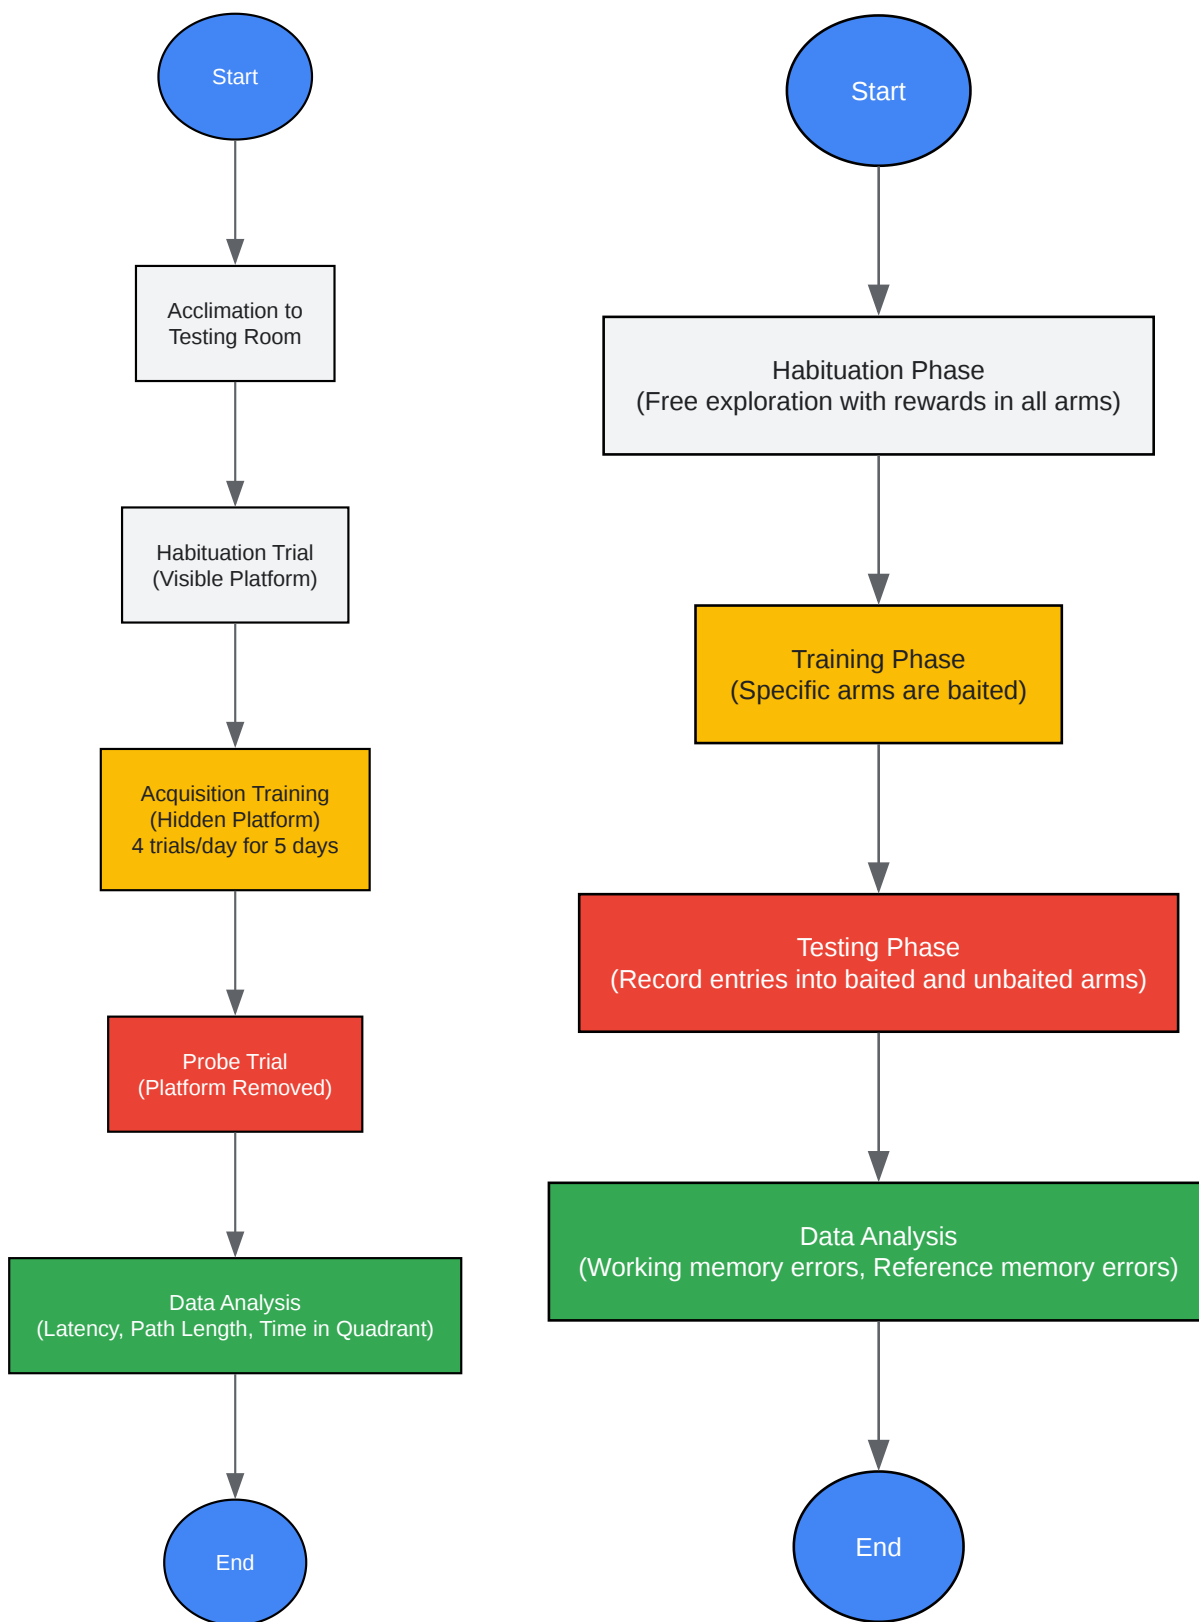 Start
Acclimation to
Testing Room
Habituation Trial
(Visible Platform)
Acquisition Training
(Hidden Platform)
4 trials/day for 5 days
Probe Trial
(Platform Removed)
Data Analysis
(Latency, Path Length, Time in Quadrant)
End
Start
Habituation Phase
(Free exploration with rewards in all arms)
Training Phase
(Specific arms are baited)
Testing Phase
(Record entries into baited and unbaited arms)
Data Analysis
(Working memory errors, Reference memory errors)
End